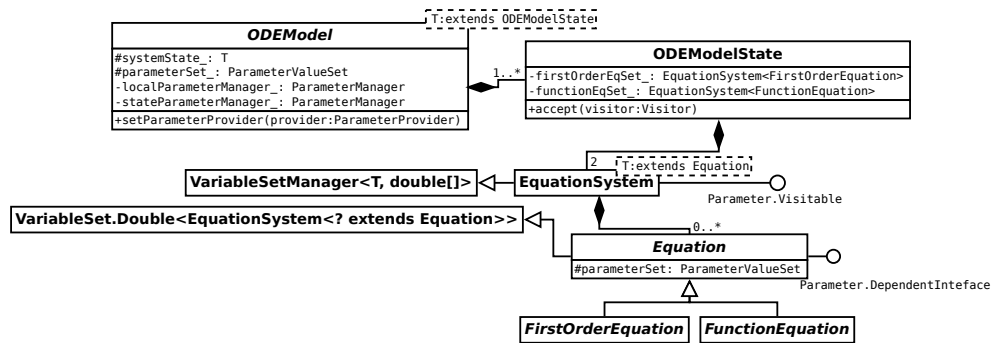 T:extends ODEModelState
ODEModel
#systemState_: T
#parameterSet_: ParameterValueSet
-localParameterManager_: ParameterManager
-stateParameterManager_: ParameterManager
+setParameterProvider(provider:ParameterProvider)
1..*
ODEModelState
-firstOrderEqSet_: EquationSystem<FirstOrderEquation>
-functionEqSet_: EquationSystem<FunctionEquation>
+accept(visitor:Visitor)
2
T:extends Equation
VariableSetManager<T, double[]>
EquationSystem
Parameter.Visitable
VariableSet.Double<EquationSystem<? extends Equation>>
0..*
Equation
#parameterSet: ParameterValueSet
Parameter.DependentInteface
FirstOrderEquation
FunctionEquation